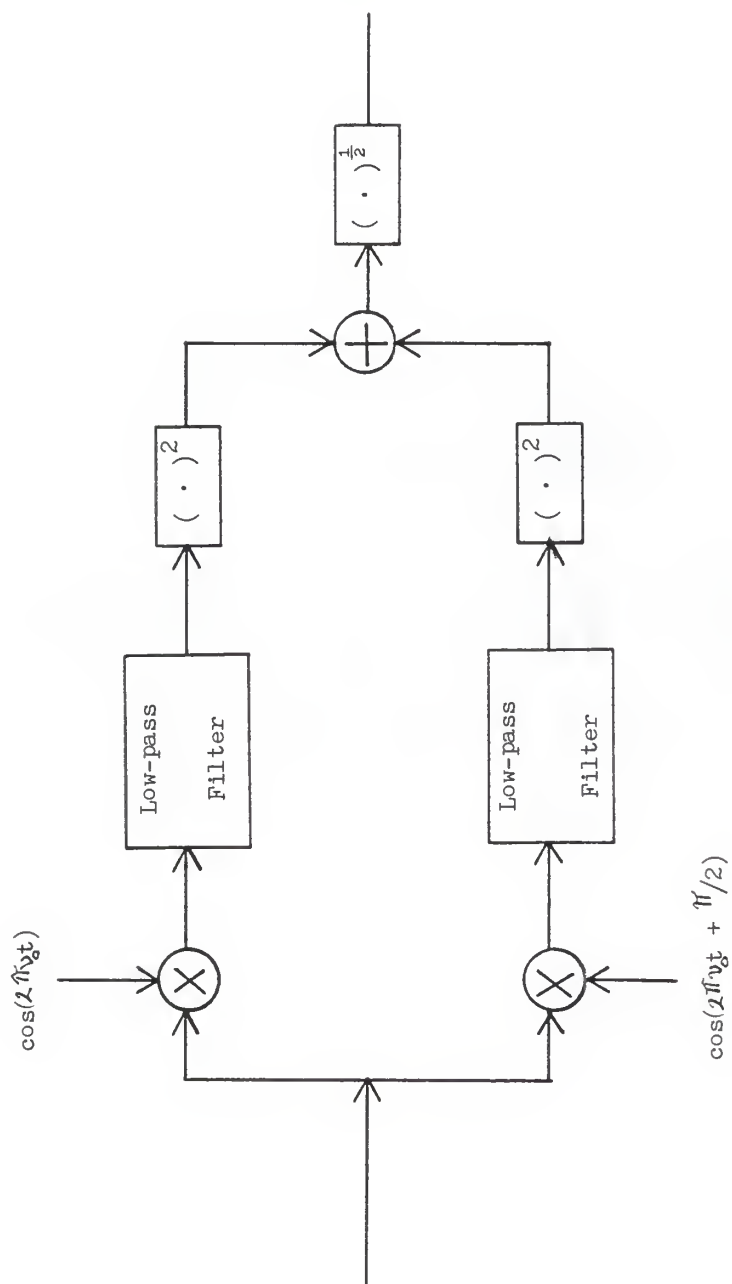 cos(2πν₀t)
Low-pass
Filter
( · )²
+
( · )^½
×
×
Low-pass
Filter
( · )²
cos(2πν₀t + π/2)